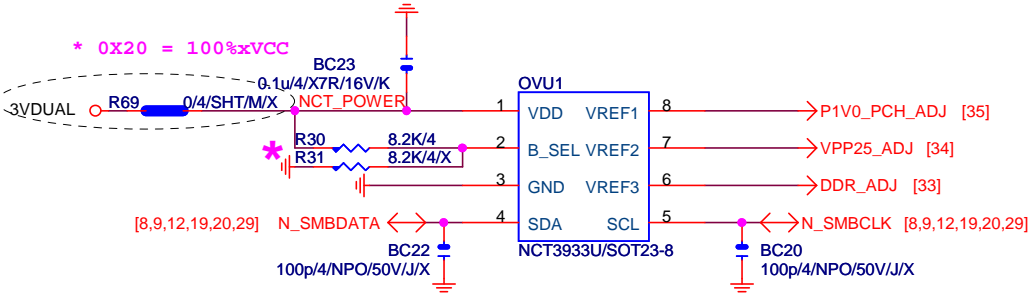 * 0X20 = 100%xVCC
BC23
0.1u/4/X7R/16V/K
OVU1
3VDUAL
R69
0/4/SHT/M/X
NCT_POWER
1
VDD
VREF1
8
P1V0_PCH_ADJ [35]
R30
8.2K/4
2
B_SEL
VREF2
7
VPP25_ADJ [34]
*
R31
8.2K/4/X
3
GND
VREF3
6
DDR_ADJ [33]
[8,9,12,19,20,29] N_SMBDATA
4
SDA
SCL
5
N_SMBCLK [8,9,12,19,20,29]
BC22
100p/4/NPO/50V/J/X
NCT3933U/SOT23-8
BC20
100p/4/NPO/50V/J/X